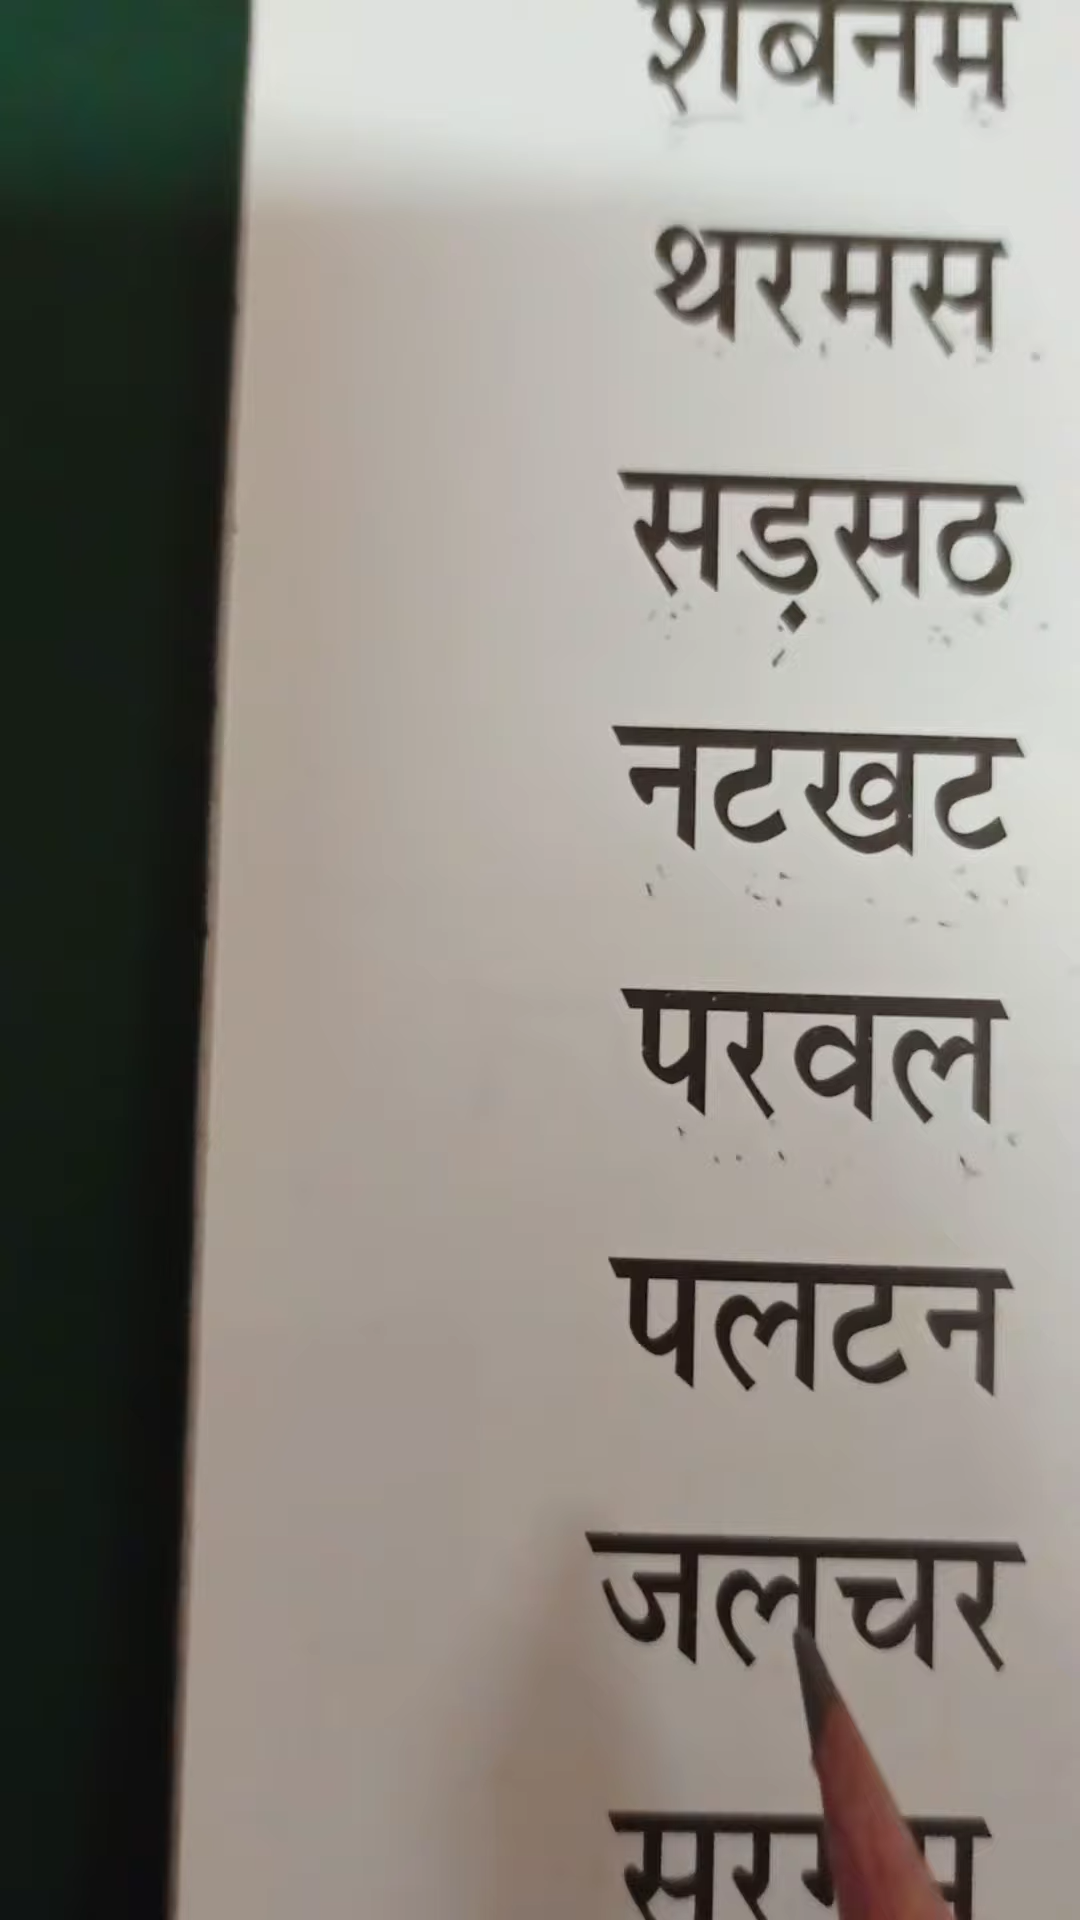 शबनम
थरमस
सड़सठ
नटखट
परवल
पलटन
जलचर